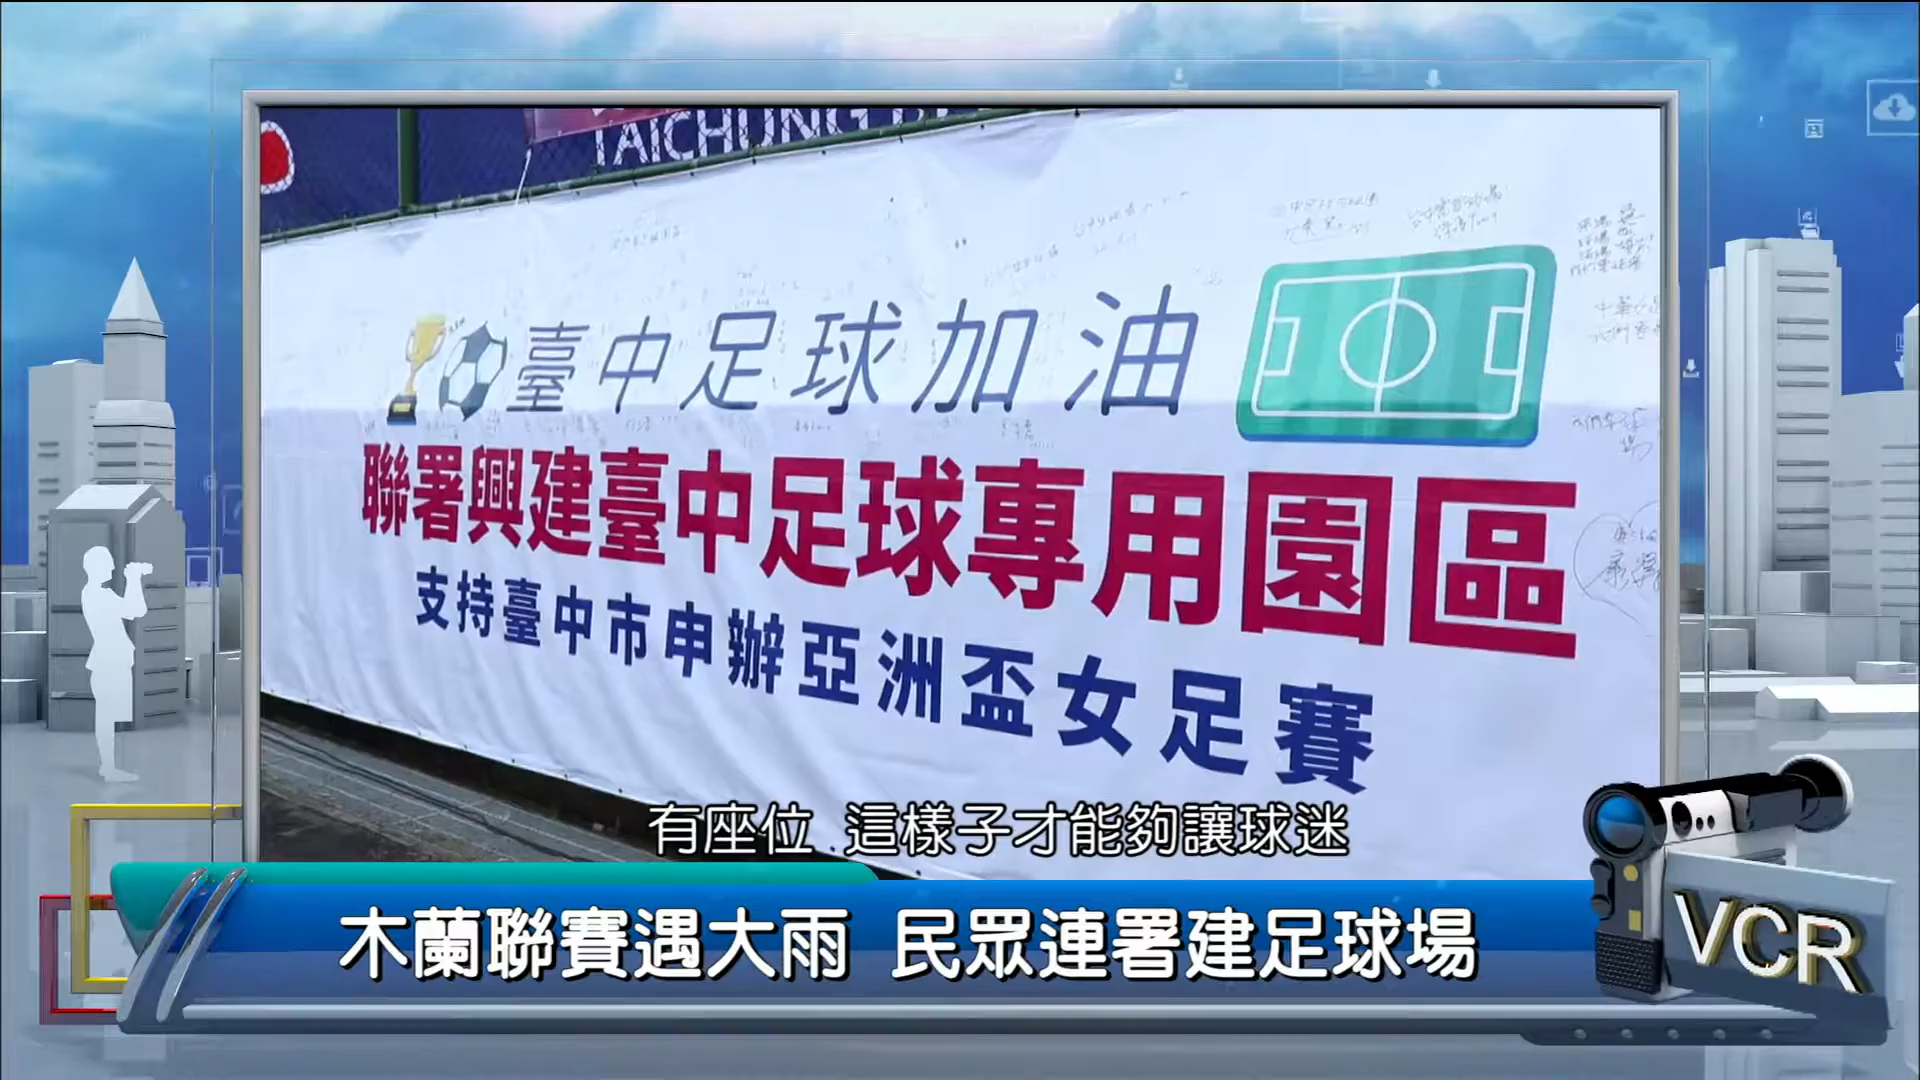 TAICHUNG
臺中足球加油
聯署興建臺中足球專用園區
支持臺中市申辦亞洲盃女足賽
有座位 這樣子才能夠讓球迷
木蘭聯賽遇大雨 民眾連署建足球場
VCR